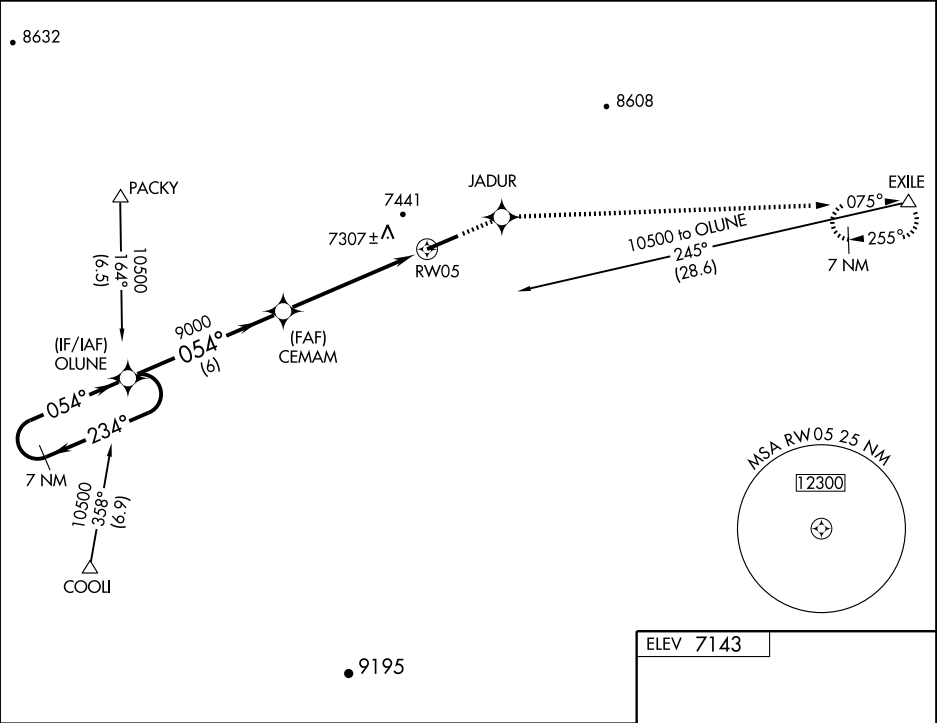 8632
8608
PACKY
7441
7307±
JADUR
EXILE
075°
255°
7 NM
10500 to OLUNE
245°
(28.6)
RW05
10500
164°
(6.5)
(IF/IAF)
OLUNE
9000
054°
(6)
(FAF)
CEMAM
054°
234°
7 NM
10500
358°
(6.9)
COOLI
MSA RW05 25 NM
12300
9195
ELEV 7143